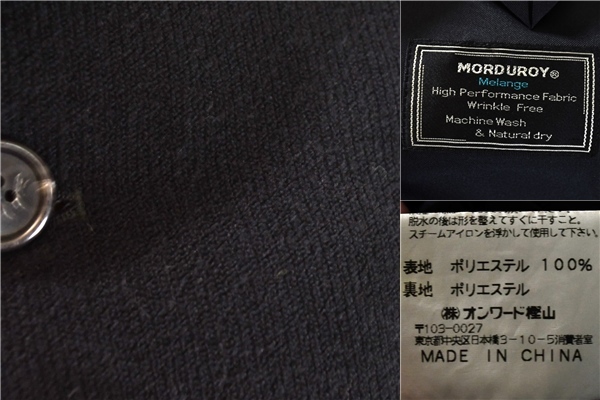 MORDUROY®
Melange
High Performance Fabric
Wrinkle Free
Machine Wash
& Natural dry
脱水の後は形を整えてすぐに干すこと。
スチームアイロンを浮かして使用して下さい。
表地 ポリエステル 100%
裏地 ポリエステル
㈱オンワード樫山
〒103-0027
東京都中央区日本橋3-10-5消費者室
MADE IN CHINA